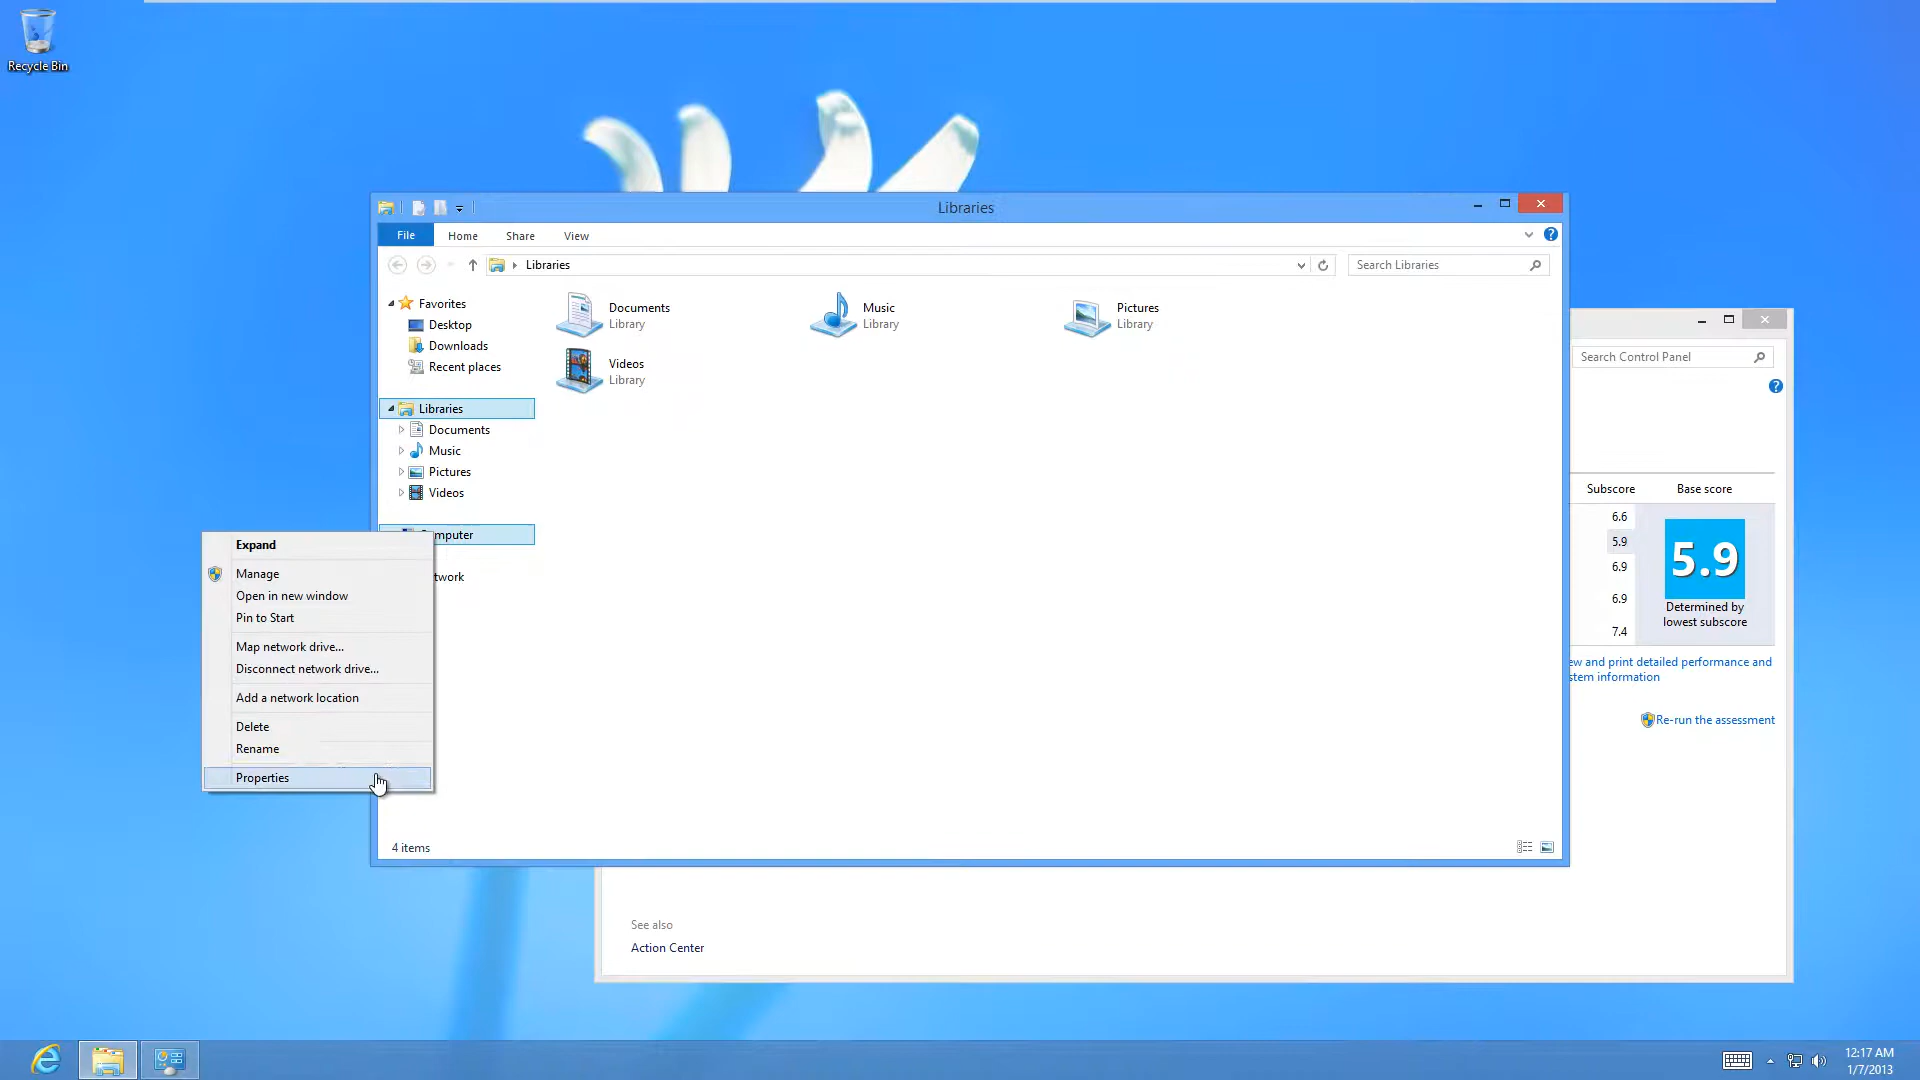 Recycle Bin
Libraries
File
Home
Share
View
Libraries
Search Libraries
Favorites
Desktop
Downloads
Recent places
Libraries
Documents
Music
Pictures
Videos
mputer
twork
Documents
Library
Music
Library
Pictures
Library
Videos
Library
4 items
Expand
Manage
Open in new window
Pin to Start
Map network drive...
Disconnect network drive...
Add a network location
Delete
Rename
Properties
Search Control Panel
Subscore
Base score
6.6
5.9
6.9
6.9
7.4
5.9
Determined by
lowest subscore
ew and print detailed performance and
stem information
Re-run the assessment
See also
Action Center
12:17 AM
1/7/2013